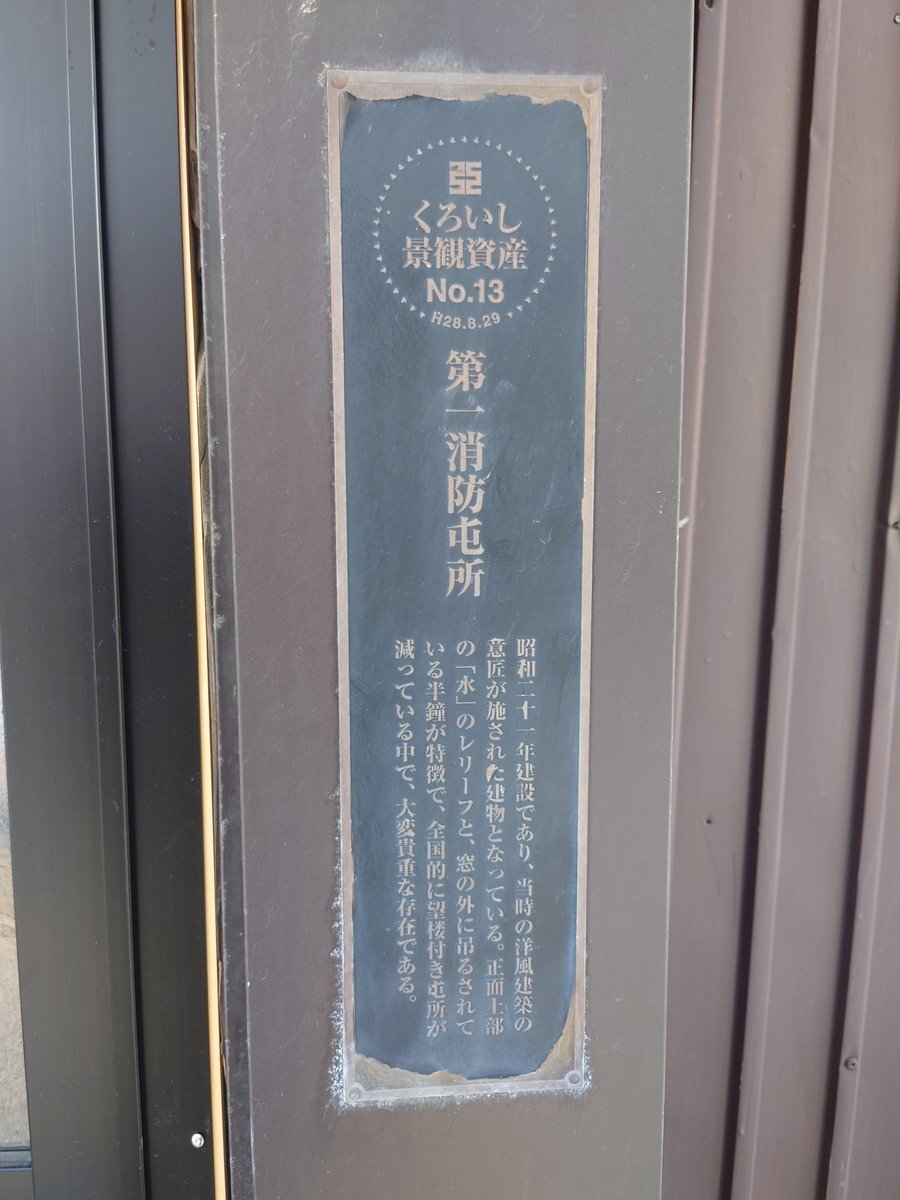 くろいし
景観資産
No.13
H28.8.29
第一消防屯所
昭和二十一年建設であり、当時の洋風建築の
意匠が施された建物となっている。正面上部
の「水」のレリーフと、窓の外に吊るされて
いる半鐘が特徴で、全国的に望楼付き屯所が
減っている中で、大変貴重な存在である。